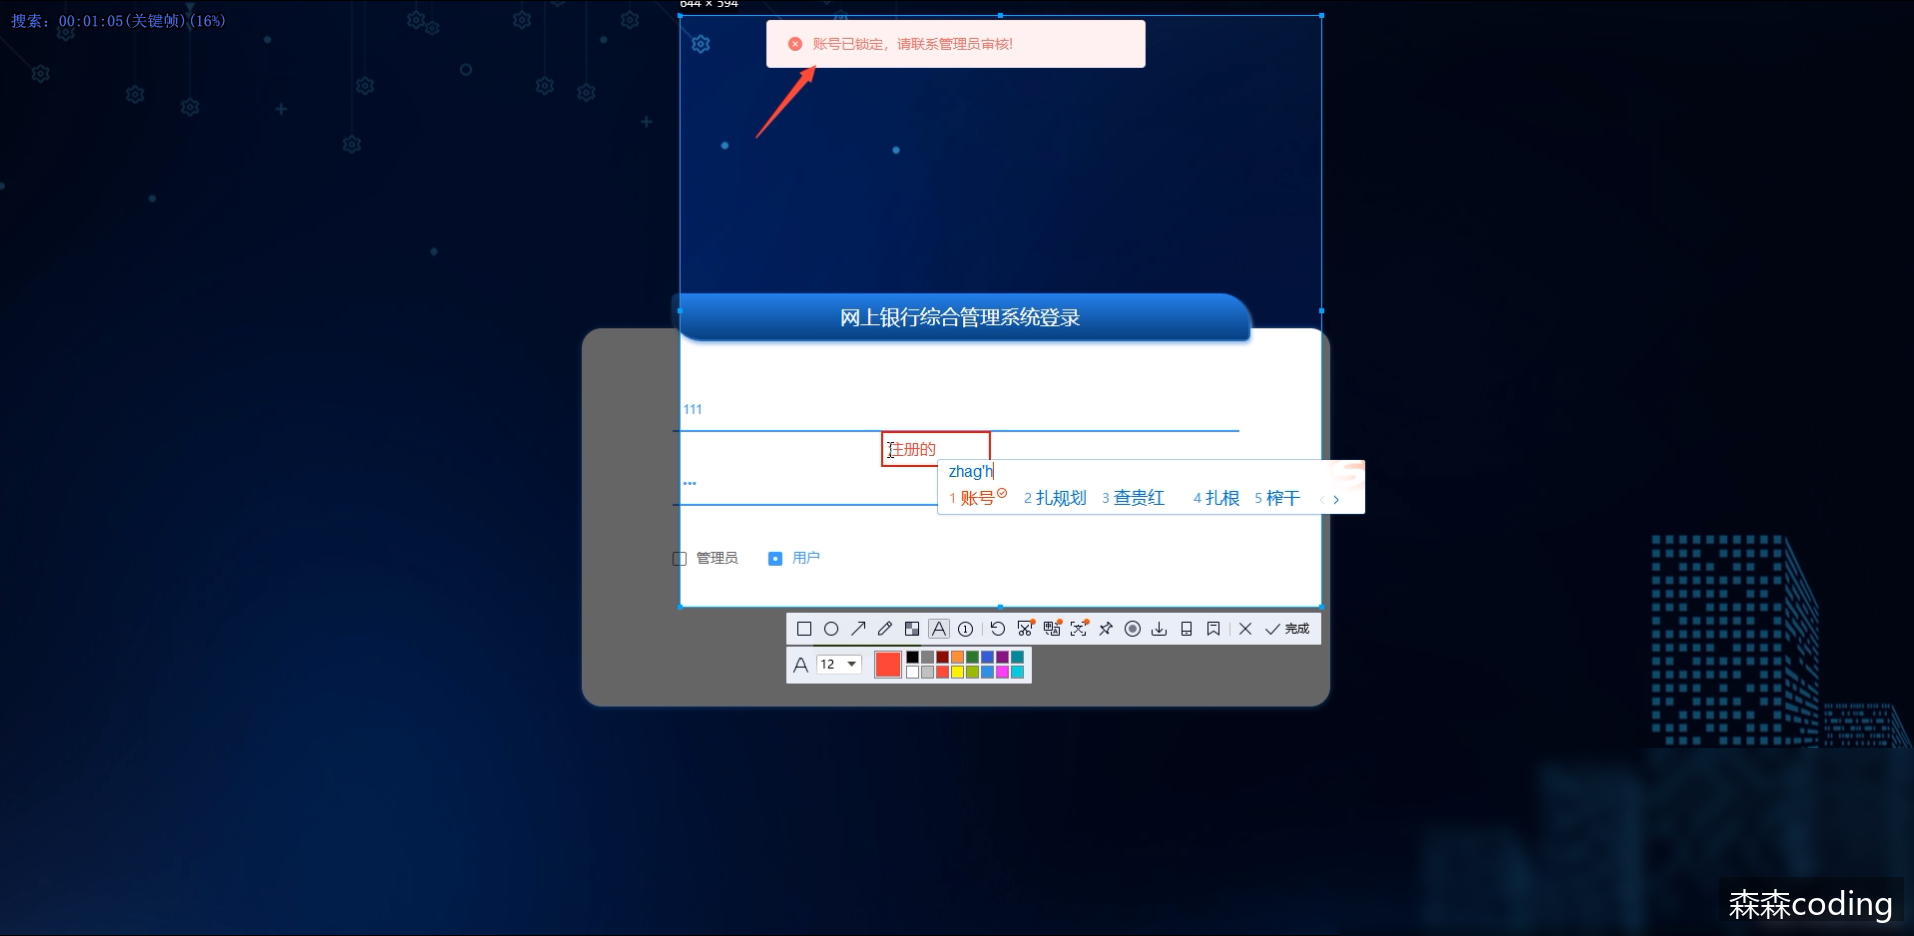 644 × 594
搜索: 00:01:05(关键帧)(16%)
账号已锁定，请联系管理员审核!
网上银行综合管理系统登录
111
注册的
zhag'h
1 账号 2 扎规划 3 查贵红 4 扎根 5 榨干
•••
管理员 用户
完成
12
森森coding